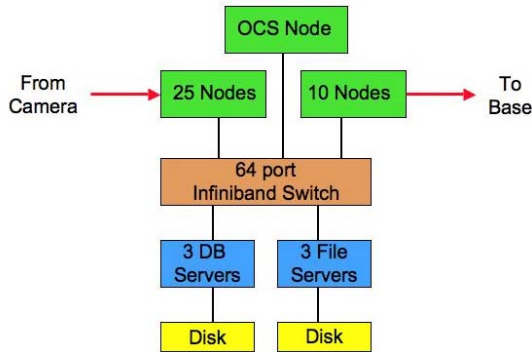 OCS Node
From
Camera
25 Nodes
10 Nodes
To
Base
64 port
Infiniband Switch
3 DB
Servers
3 File
Servers
Disk
Disk